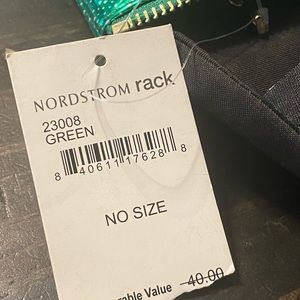 NORDSTROM rack
23008
GREEN
8 40611 17628 8
NO SIZE
Value 40.00